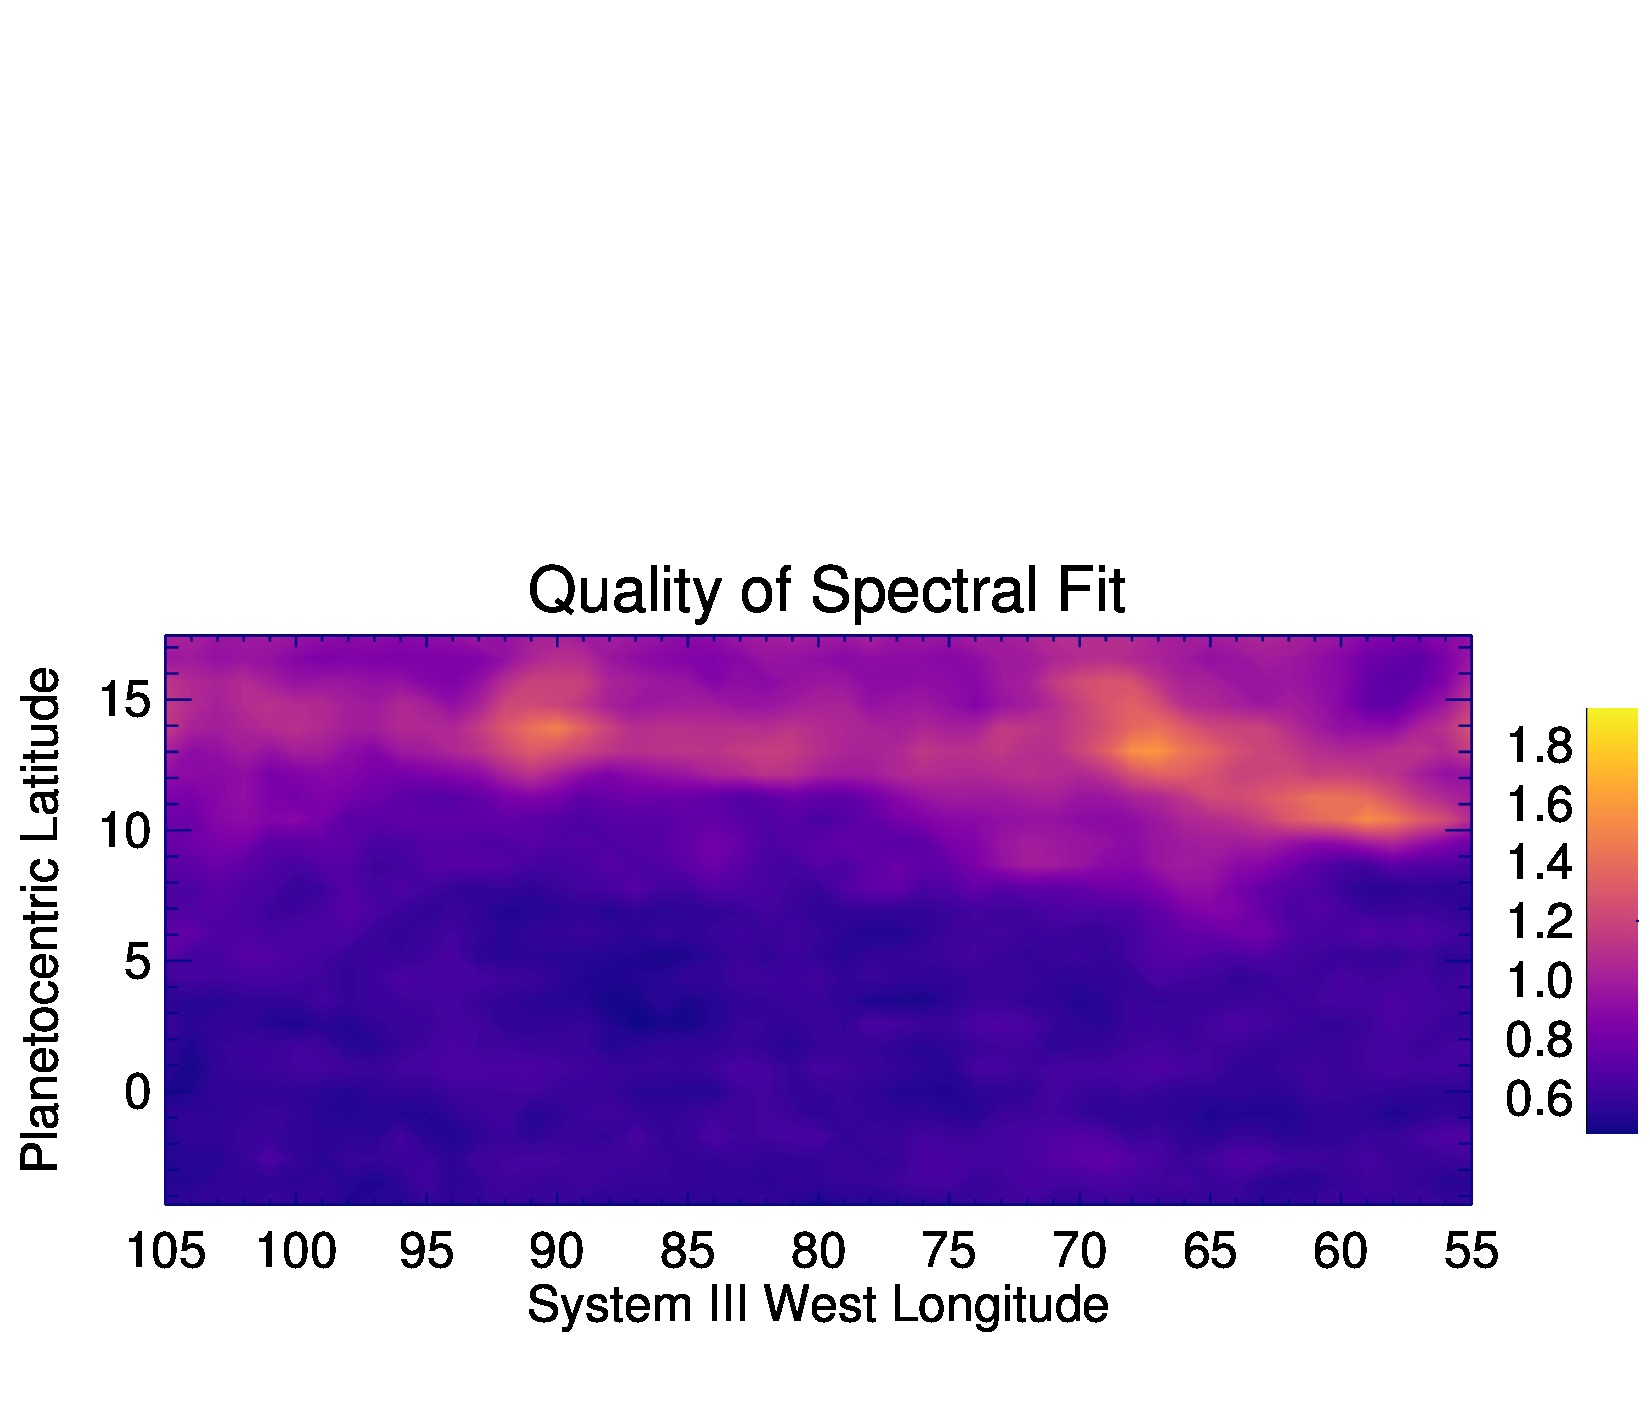 Quality of Spectral Fit
Planetocentric Latitude
15
10
5
0
105 100 95 90 85 80 75 70 65 60 55
System III West Longitude
1.8
1.6
1.4
1.2
1.0
0.8
0.6